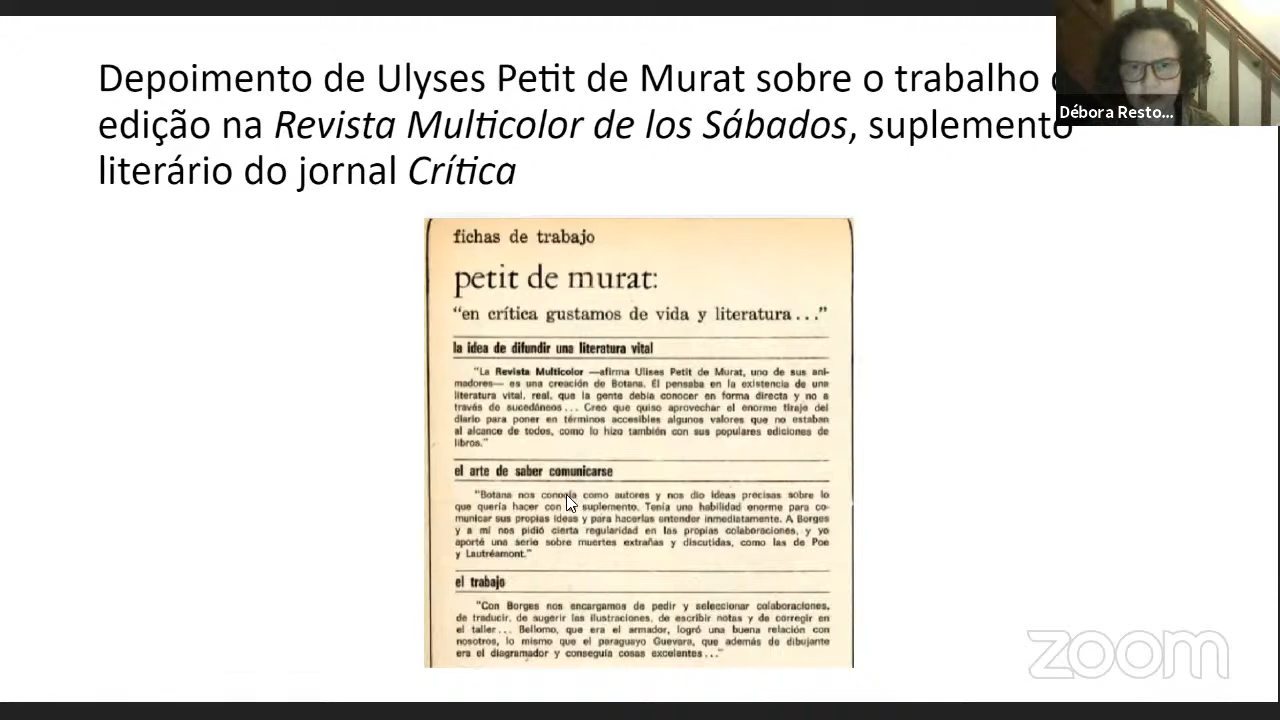 Depoimento de Ulyses Petit de Murat sobre o trabalho
edição na Revista Multicolor de los Sábados, suplemento
literário do jornal Crítica
Débora Resto...
fichas de trabajo
petit de murat:
“en crítica gustamos de vida y literatura...”
la idea de difundir una literatura vital
"La Revista Multicolor —afirma Ulises Petit de Murat, uno de sus ani-
madores— es una creación de Botana. Él pensaba en la existencia de una
literatura vital, real, que la gente debía conocer en forma directa y no a
través de sucedáneos... Creo que quiso aprovechar el enorme tiraje del
diario para poner en términos accesibles algunos valores que no estaban
al alcance de todos, como lo hizo también con sus populares ediciones de
libros."
el arte de saber comunicarse
"Botana nos conocía como autores y nos dio ideas precisas sobre lo
que quería hacer con suplemento. Tenía una habilidad enorme para co-
municar sus propias ideas y para hacerlas entender inmediatamente. A Borges
y a mí nos pidió cierta regularidad en las propias colaboraciones, y yo
aporté una serie sobre muertes extrañas y discutidas, como las de Poe
y Lautréamont."
el trabajo
"Con Borges nos encargamos de pedir y seleccionar colaboraciones,
de traducir, de sugerir las ilustraciones, de escribir notas y de corregir en
el taller... Bellomo, que era el armador, logró una buena relación con
nosotros, lo mismo que el paraguayo Guevara, que además de dibujante
era el diagramador y conseguía cosas excelentes..."
zoom